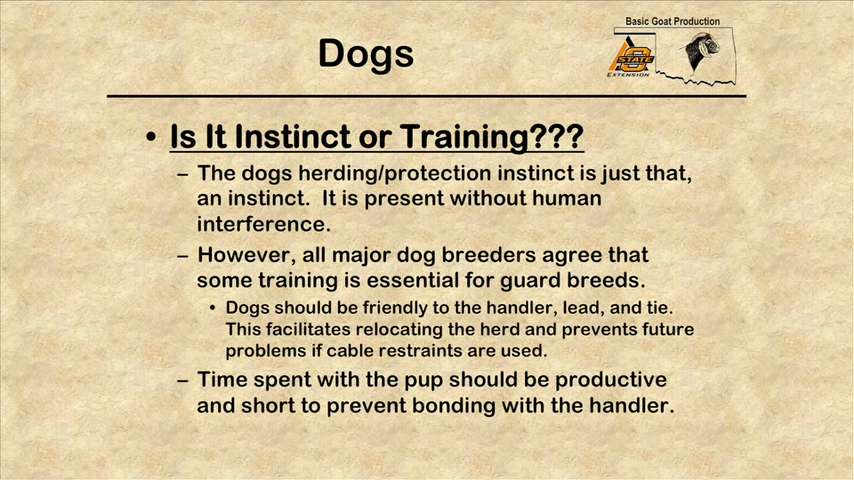 Basic Goat Production
Dogs
STATE
EXTENSION
• Is It Instinct or Training???
– The dogs herding/protection instinct is just that,
an instinct. It is present without human
interference.
– However, all major dog breeders agree that
some training is essential for guard breeds.
• Dogs should be friendly to the handler, lead, and tie.
This facilitates relocating the herd and prevents future
problems if cable restraints are used.
– Time spent with the pup should be productive
and short to prevent bonding with the handler.